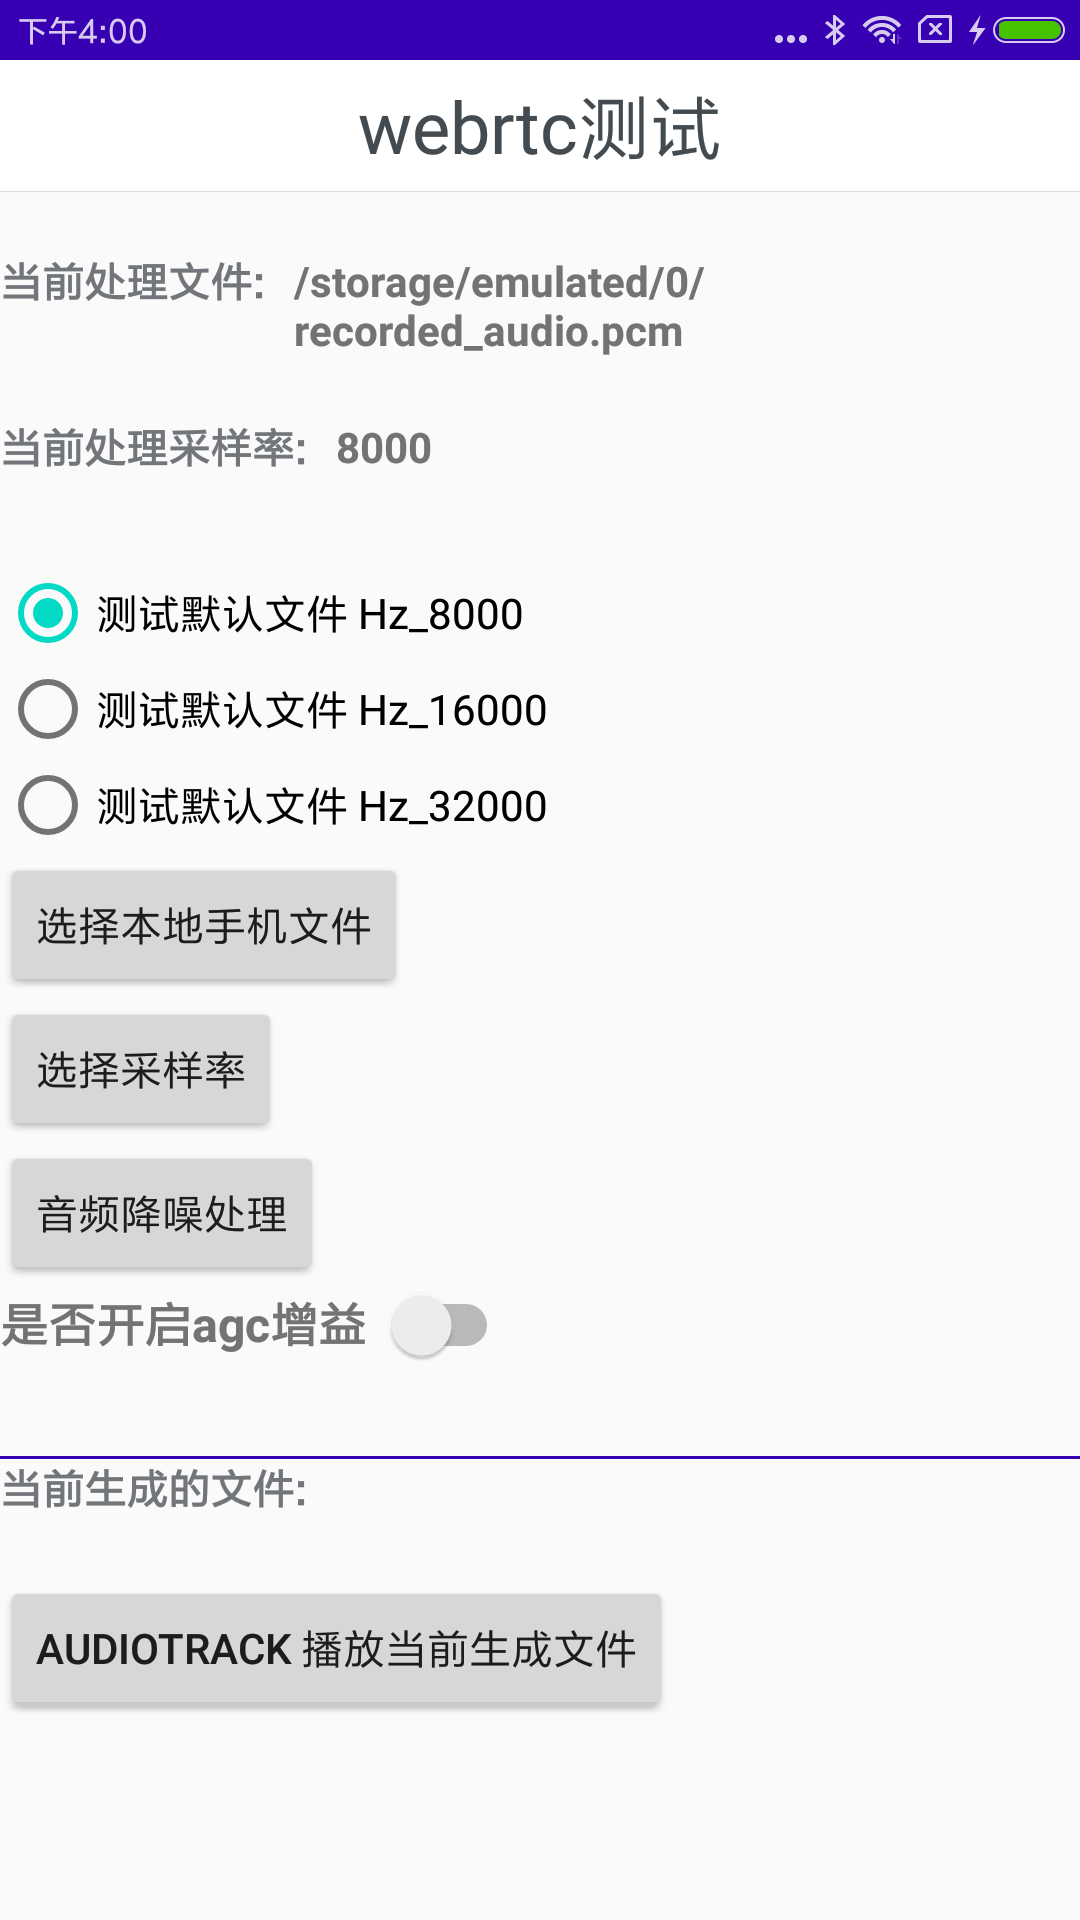 下午4:00
webrtc测试
当前处理文件: /storage/emulated/0/
recorded_audio.pcm
当前处理采样率: 8000
测试默认文件 Hz_8000
测试默认文件 Hz_16000
测试默认文件 Hz_32000
选择本地手机文件
选择采样率
音频降噪处理
是否开启agc增益
当前生成的文件:
AUDIOTRACK 播放当前生成文件